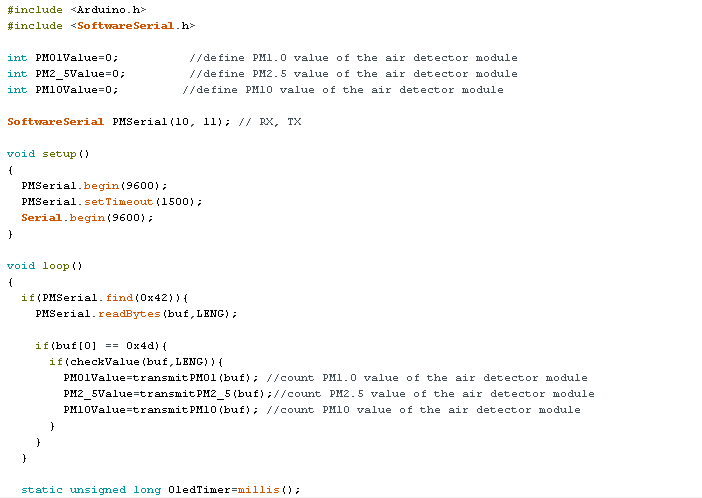 #include <Arduino.h>
#include <SoftwareSerial.h>
int PM01Value=0;          //define PM1.0 value of the air detector module
int PM2_5Value=0;         //define PM2.5 value of the air detector module
int PM10Value=0;         //define PM10 value of the air detector module
SoftwareSerial PMSerial(10, 11); // RX, TX
void setup()
{
  PMSerial.begin(9600);
  PMSerial.setTimeout(1500);
  Serial.begin(9600);
}
void loop()
{
  if(PMSerial.find(0x42)){
    PMSerial.readBytes(buf,LENG);
    if(buf[0] == 0x4d){
      if(checkValue(buf,LENG)){
        PM01Value=transmitPM01(buf); //count PM1.0 value of the air detector module
        PM2_5Value=transmitPM2_5(buf);//count PM2.5 value of the air detector module
        PM10Value=transmitPM10(buf); //count PM10 value of the air detector module
      }
    }
  }
  static unsigned long OledTimer=millis();